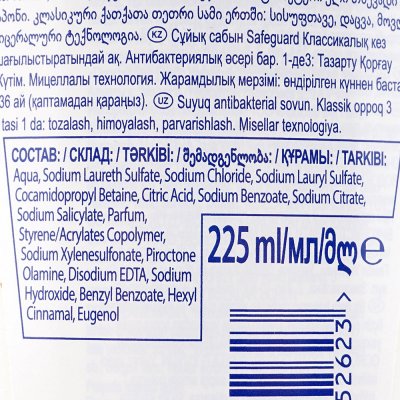 პონი. კლასიკური ქათქათა თეთრი სამი ერთში: სისუფთავე, დაცვა,
მიცელარული ტექნოლოგია. KZ Сұйық сабын Safeguard Классикалық кез
шағылыстыратындай ақ. Антибактериялық әсері бар. 1-де3: Тазарту Қорғау
Күтім. Мицеллалы технология. Жарамдылық мерзімі: өндірілген күннен баста
36 ай (қаптамадан қараңыз). UZ Suyuq antibakterial sovun. Klassik oppoq 3
tasi 1 da: tozalash, himoyalash, parvarishlash. Misellar texnologiya.
СОСТАВ: / СКЛАД: / TƏRKİBİ: / შემადგენლობა: / ҚҰРАМЫ: / TARKIBI:
Aqua, Sodium Laureth Sulfate, Sodium Chloride, Sodium Lauryl Sulfate,
Cocamidopropyl Betaine, Citric Acid, Sodium Benzoate, Sodium Citrate,
Sodium Salicylate, Parfum,
Styrene/Acrylates Copolymer,
Sodium Xylenesulfonate, Piroctone
Olamine, Disodium EDTA, Sodium
Hydroxide, Benzyl Benzoate, Hexyl
Cinnamal, Eugenol
225 ml/мл/მლ℮
52623>